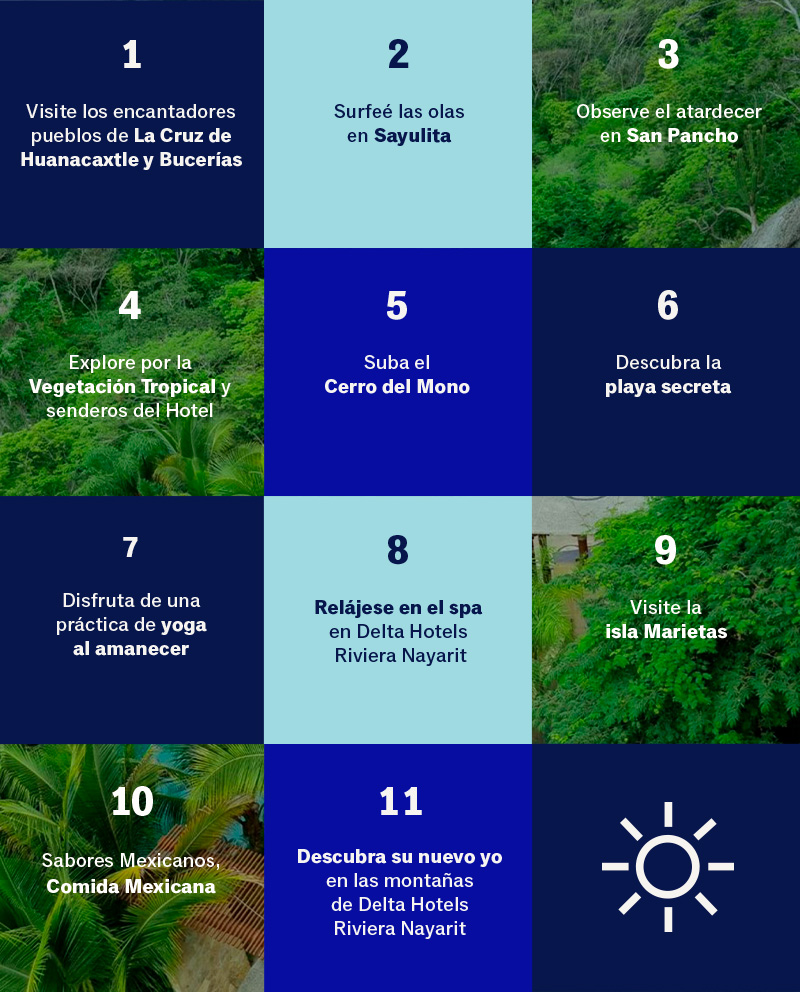 1
Visite los encantadores
pueblos de La Cruz de
Huanacaxtle y Bucerías
2
Surfeé las olas
en Sayulita
3
Observe el atardecer
en San Pancho
4
Explore por la
Vegetación Tropical y
senderos del Hotel
5
Suba el
Cerro del Mono
6
Descubra la
playa secreta
7
Disfruta de una
práctica de yoga
al amanecer
8
Relájese en el spa
en Delta Hotels
Riviera Nayarit
9
Visite la
isla Marietas
10
Sabores Mexicanos,
Comida Mexicana
11
Descubra su nuevo yo
en las montañas
de Delta Hotels
Riviera Nayarit